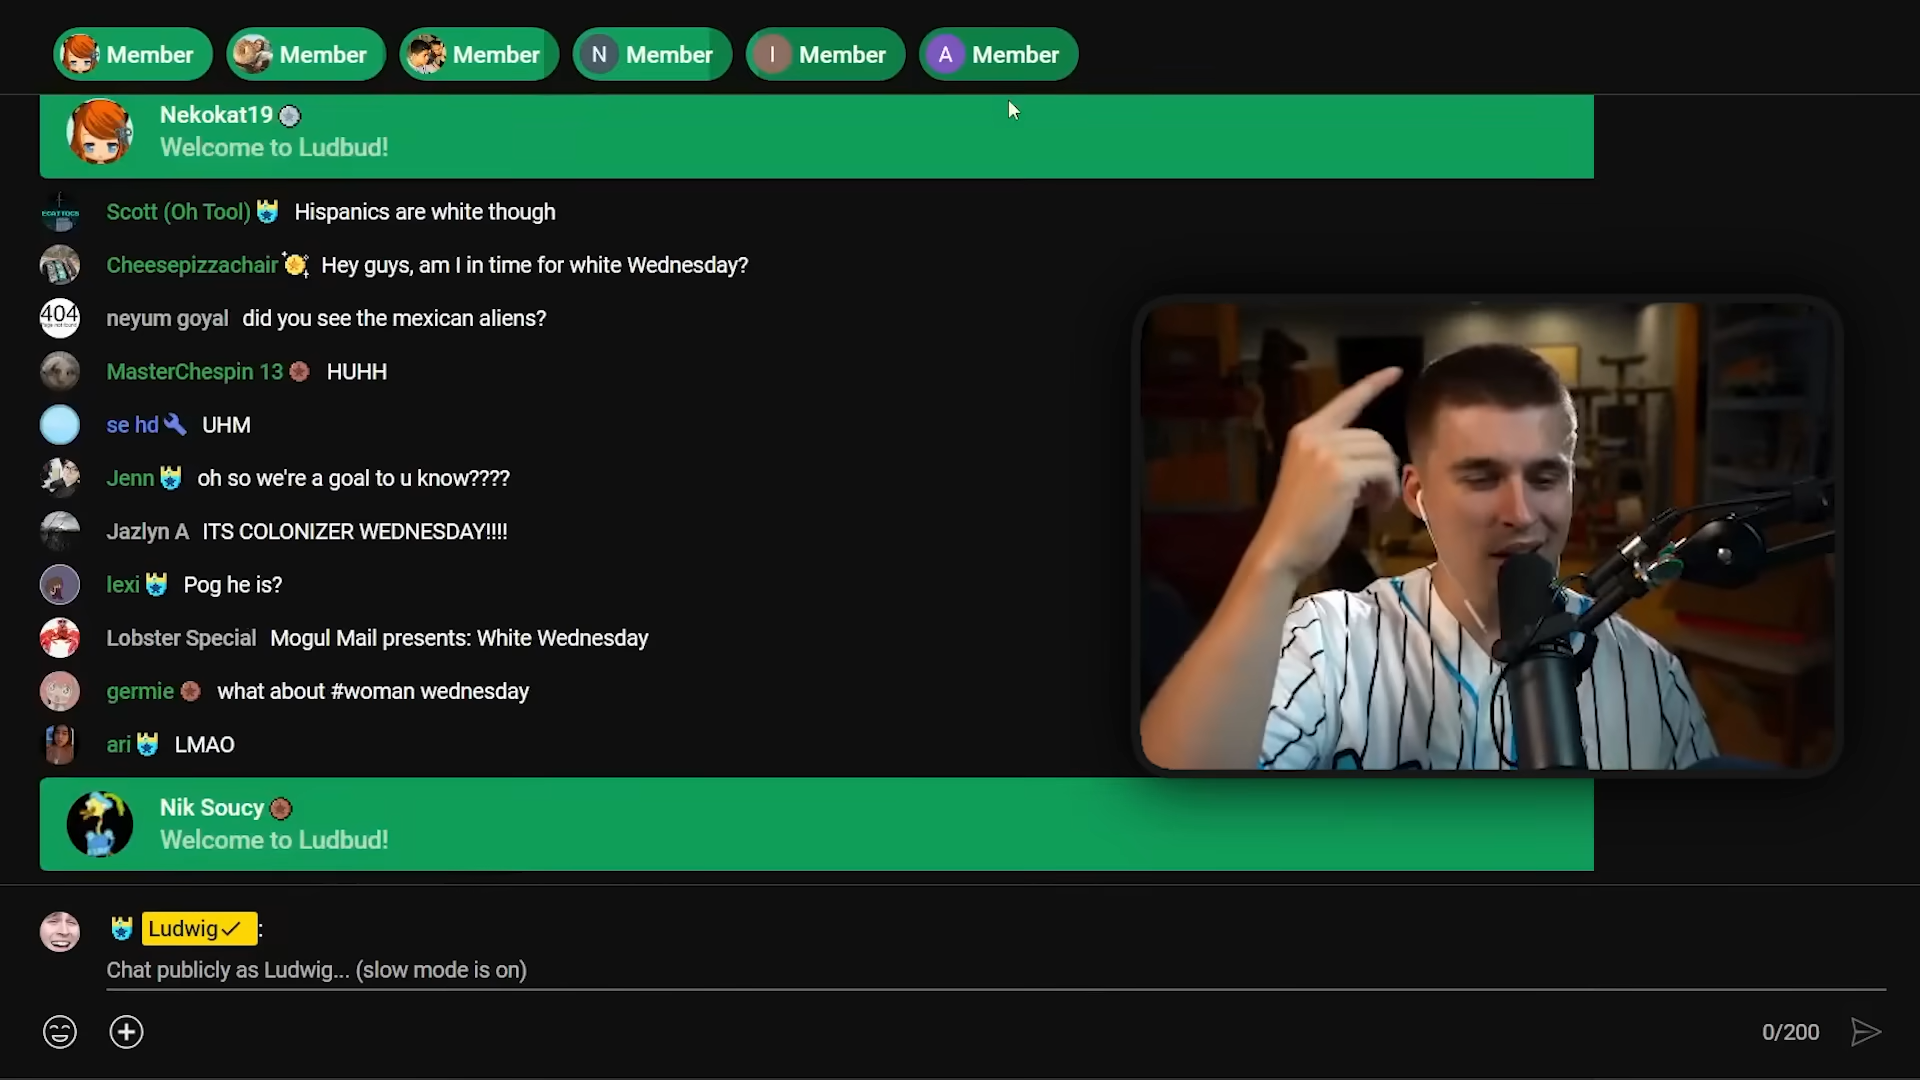 Member
Member
Member
N Member
I Member
A Member
Nekokat19
Welcome to Ludbud!
Scott (Oh Tool) Hispanics are white though
Cheesepizzachair Hey guys, am I in time for white Wednesday?
404
neyum goyal did you see the mexican aliens?
MasterChespin 13 HUHH
se hd UHM
Jenn oh so we're a goal to u know????
Jazlyn A ITS COLONIZER WEDNESDAY!!!!
lexi Pog he is?
Lobster Special Mogul Mail presents: White Wednesday
germie what about #woman wednesday
ari LMAO
Nik Soucy
Welcome to Ludbud!
Ludwig :
Chat publicly as Ludwig... (slow mode is on)
0/200